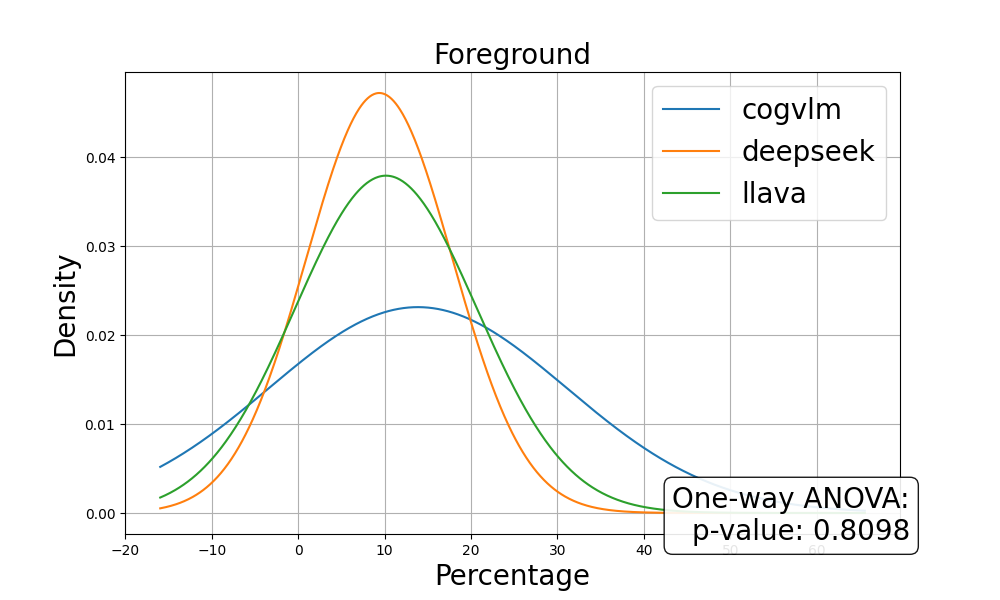 Foreground
cogvlm
deepseek
llava
Density
0.04
0.03
0.02
0.01
0.00
−20
−10
0
10
20
30
40
50
60
One-way ANOVA:
p-value: 0.8098
Percentage